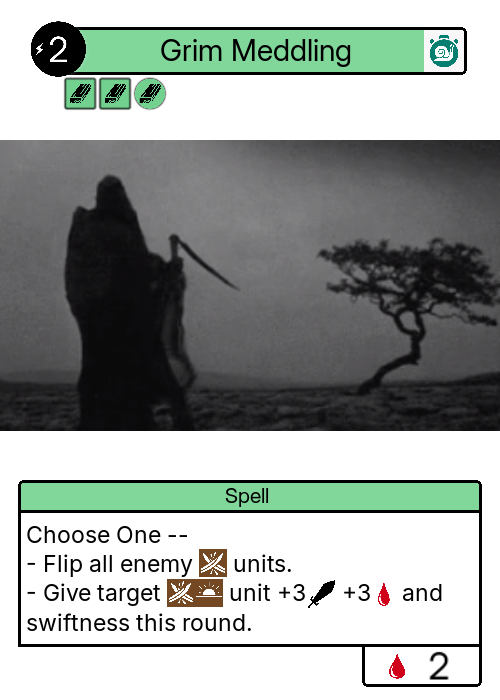 2
Grim Meddling
Spell
Choose One --
- Flip all enemy units.
- Give target unit +3 +3 and
swiftness this round.
2